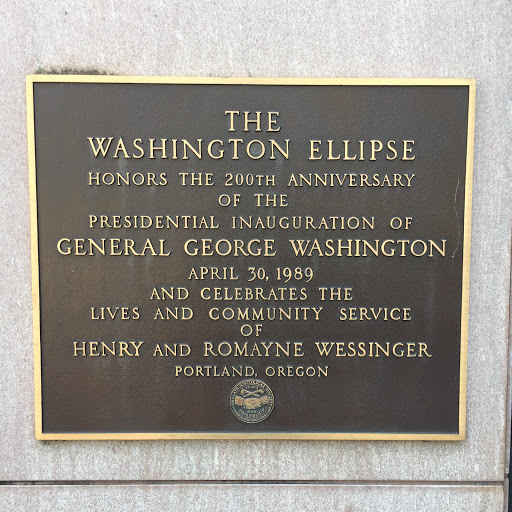 THE
WASHINGTON ELLIPSE
HONORS THE 200TH ANNIVERSARY
OF THE
PRESIDENTIAL INAUGURATION OF
GENERAL GEORGE WASHINGTON
APRIL 30, 1989
AND CELEBRATES THE
LIVES AND COMMUNITY SERVICE
OF
HENRY AND ROMAYNE WESSINGER
PORTLAND, OREGON